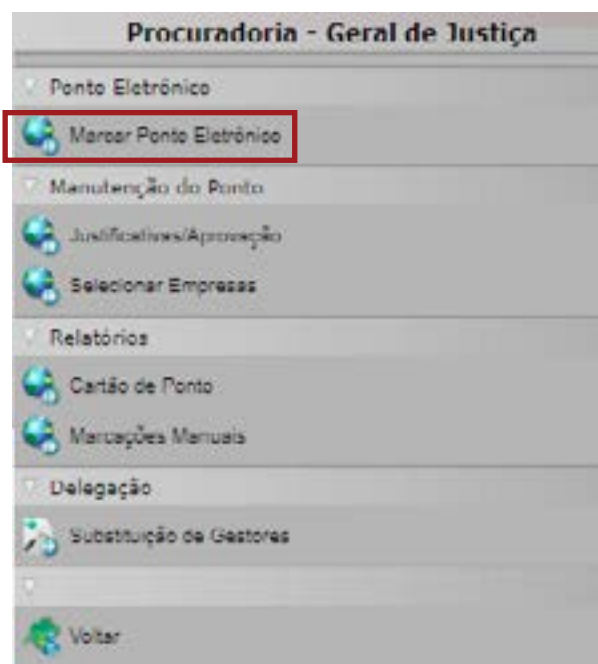 Procuradoria - Geral de Justiça
Ponto Eletrônico
Marcar Ponto Eletrônico
Manutenção do Ponto
Justificativas/Aprovação
Selecionar Empresas
Relatórios
Cartão de Ponto
Marcações Manuais
Delegação
Substituição de Gestores
Voltar